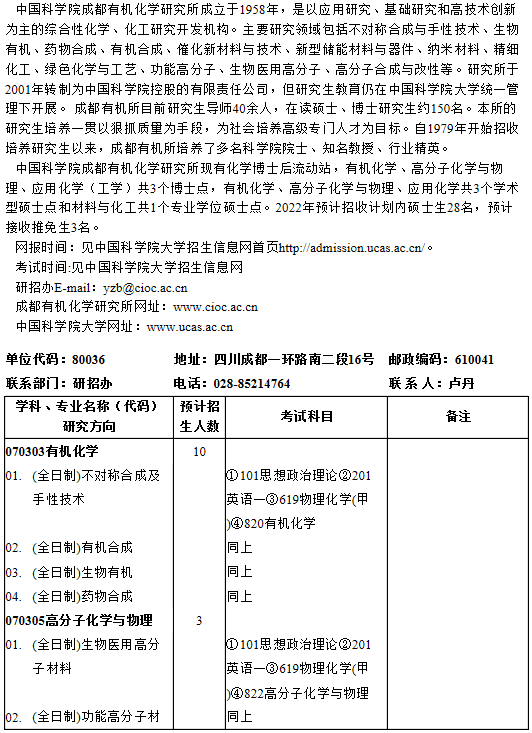 中国科学院成都有机化学研究所成立于1958年，是以应用研究、基础研究和高技术创新
为主的综合性化学、化工研究开发机构。主要研究领域包括不对称合成与手性技术、生物
有机、药物合成、有机合成、催化新材料与技术、新型储能材料与器件、纳米材料、精细
化工、绿色化学与工艺、功能高分子、生物医用高分子、高分子合成与改性等。研究所于
2001年转制为中国科学院控股的有限责任公司，但研究生教育仍在中国科学院大学统一管
理下开展。 成都有机所目前研究生导师40余人，在读硕士、博士研究生约150名。本所的
研究生培养一贯以狠抓质量为手段，为社会培养高级专门人才为目标。自1979年开始招收
培养研究生以来，成都有机所培养了多名科学院院士、知名教授、行业精英。
中国科学院成都有机化学研究所现有化学博士后流动站，有机化学、高分子化学与物
理、应用化学（工学）共3个博士点，有机化学、高分子化学与物理、应用化学共3个学术
型硕士点和材料与化工共1个专业学位硕士点。2022年预计招收计划内硕士生28名，预计
接收推免生3名。
网报时间：见中国科学院大学招生信息网首页http://admission.ucas.ac.cn/。
考试时间:见中国科学院大学招生信息网
研招办E-mail：yzb@cioc.ac.cn
成都有机化学研究所网址：www.cioc.ac.cn
中国科学院大学网址：www.ucas.ac.cn
单位代码：80036 地址：四川成都一环路南二段16号 邮政编码：610041
联系部门：研招办 电话：028-85214764 联 系 人：卢丹
学科、专业名称（代码） 预计招 考试科目 备注
研究方向 生人数
070303有机化学 10
01. (全日制)不对称合成及 ①101思想政治理论②201
手性技术 英语一③619物理化学(甲
)④820有机化学
02. (全日制)有机合成 同上
03. (全日制)生物有机 同上
04. (全日制)药物合成 同上
070305高分子化学与物理 3
01. (全日制)生物医用高分 ①101思想政治理论②201
子材料 英语一③619物理化学(甲
)④822高分子化学与物理
02. (全日制)功能高分子材 同上